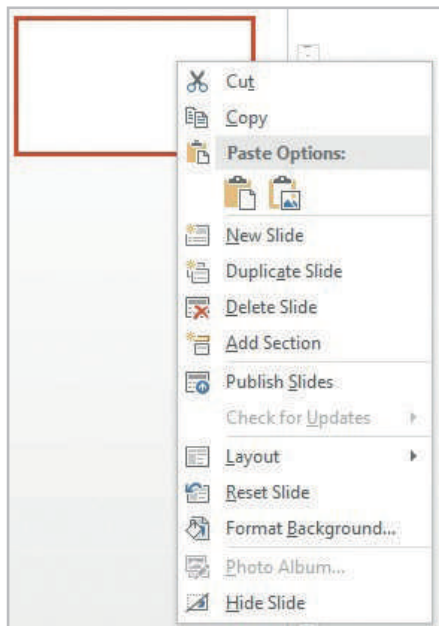 Cut
Copy
Paste Options:
New Slide
Duplicate Slide
Delete Slide
Add Section
Publish Slides
Check for Updates
Layout
Reset Slide
Format Background...
Photo Album...
Hide Slide